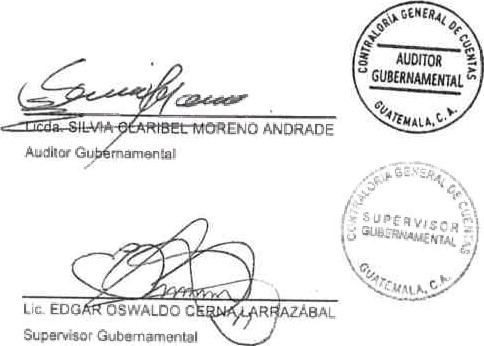 CONTRALORÍA GENERAL DE CUENTAS
AUDITOR
GUBERNAMENTAL
GUATEMALA, C.A.
Licda. SILVIA CLARIBEL MORENO ANDRADE
Auditor Gubernamental
CONTRALORIA GENERAL DE CUENTAS
SUPERVISOR
GUBERNAMENTAL
GUATEMALA, C.A.
Lic. EDGAR OSWALDO CERNA LARRAZÁBAL
Supervisor Gubernamental